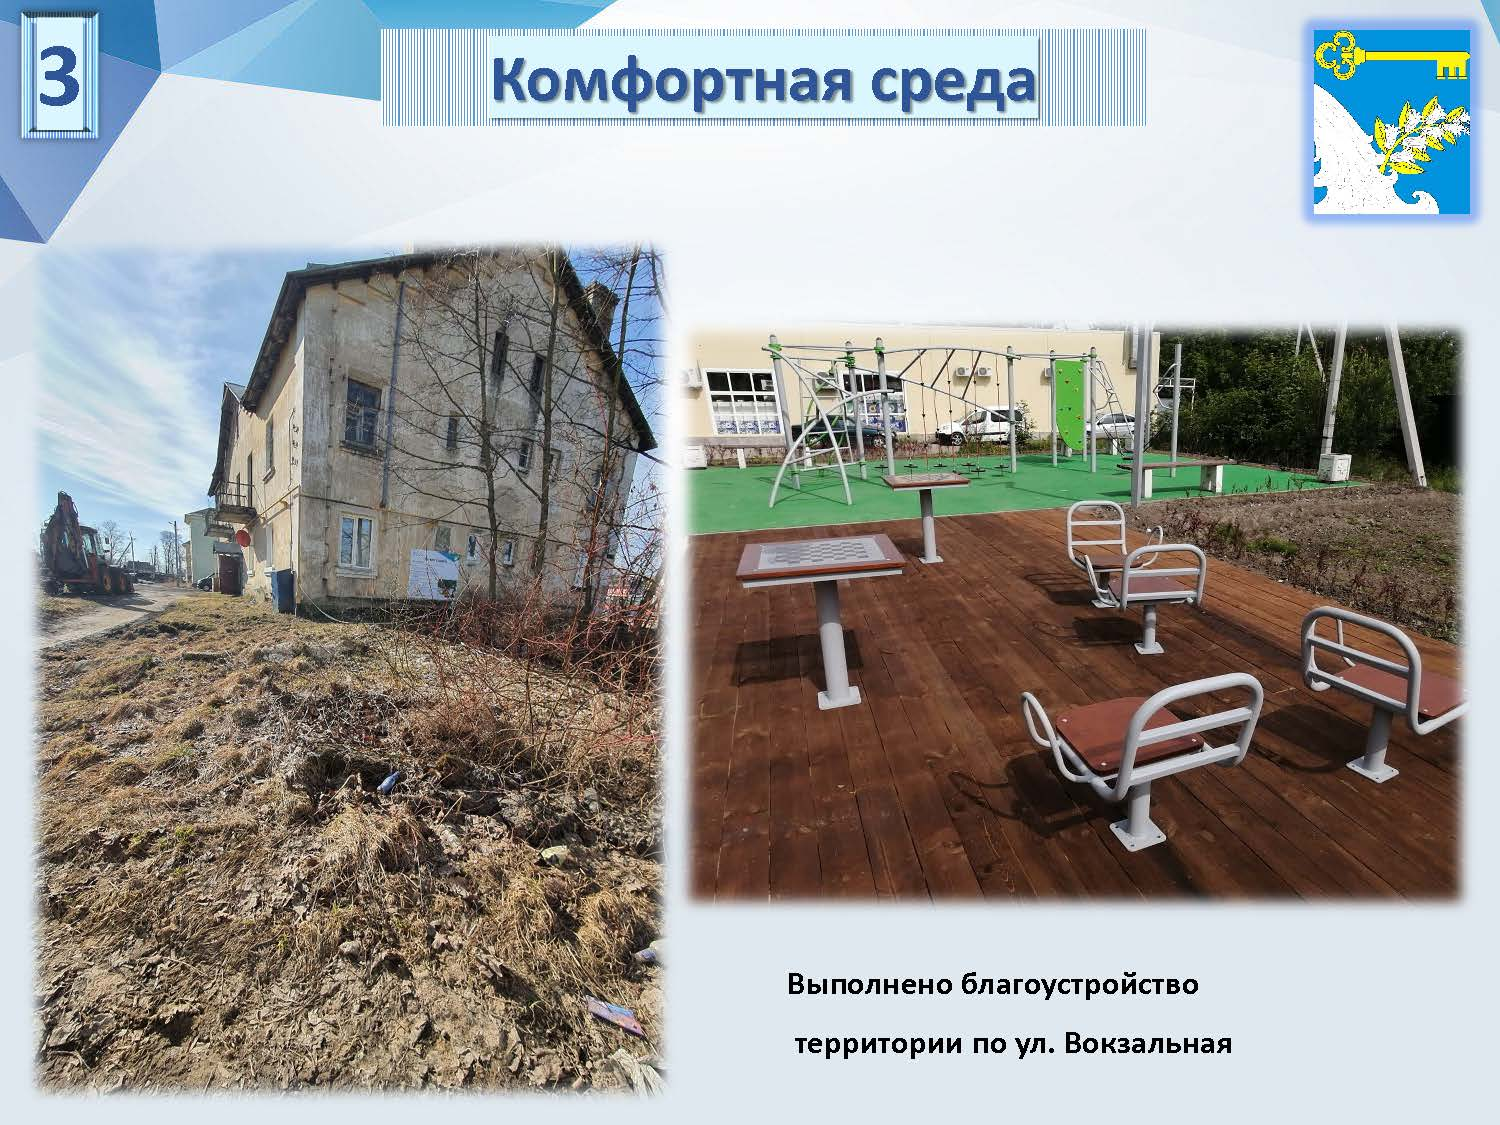 3
Комфортная среда
Выполнено благоустройство
территории по ул. Вокзальная